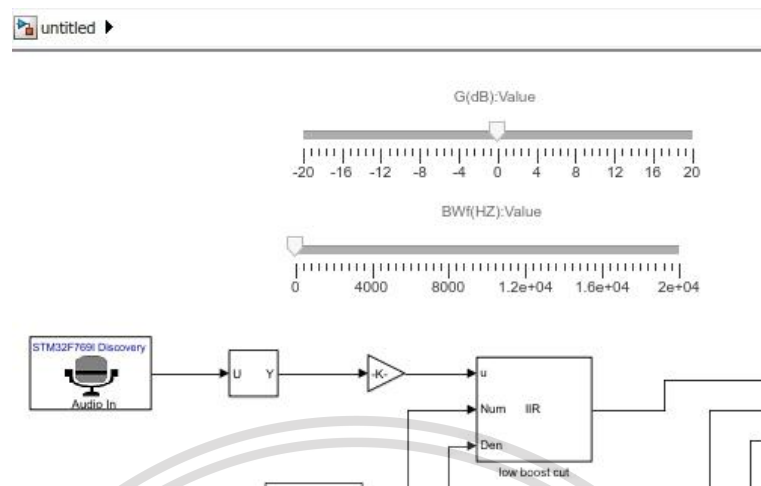 untitled
G(dB):Value
-20 -16 -12 -8 -4 0 4 8 12 16 20
BWf(HZ):Value
0 4000 8000 1.2e+04 1.6e+04 2e+04
STM32F769I Discovery
Audio In
U Y
-K-
u
Num IIR
Den
low boost cut